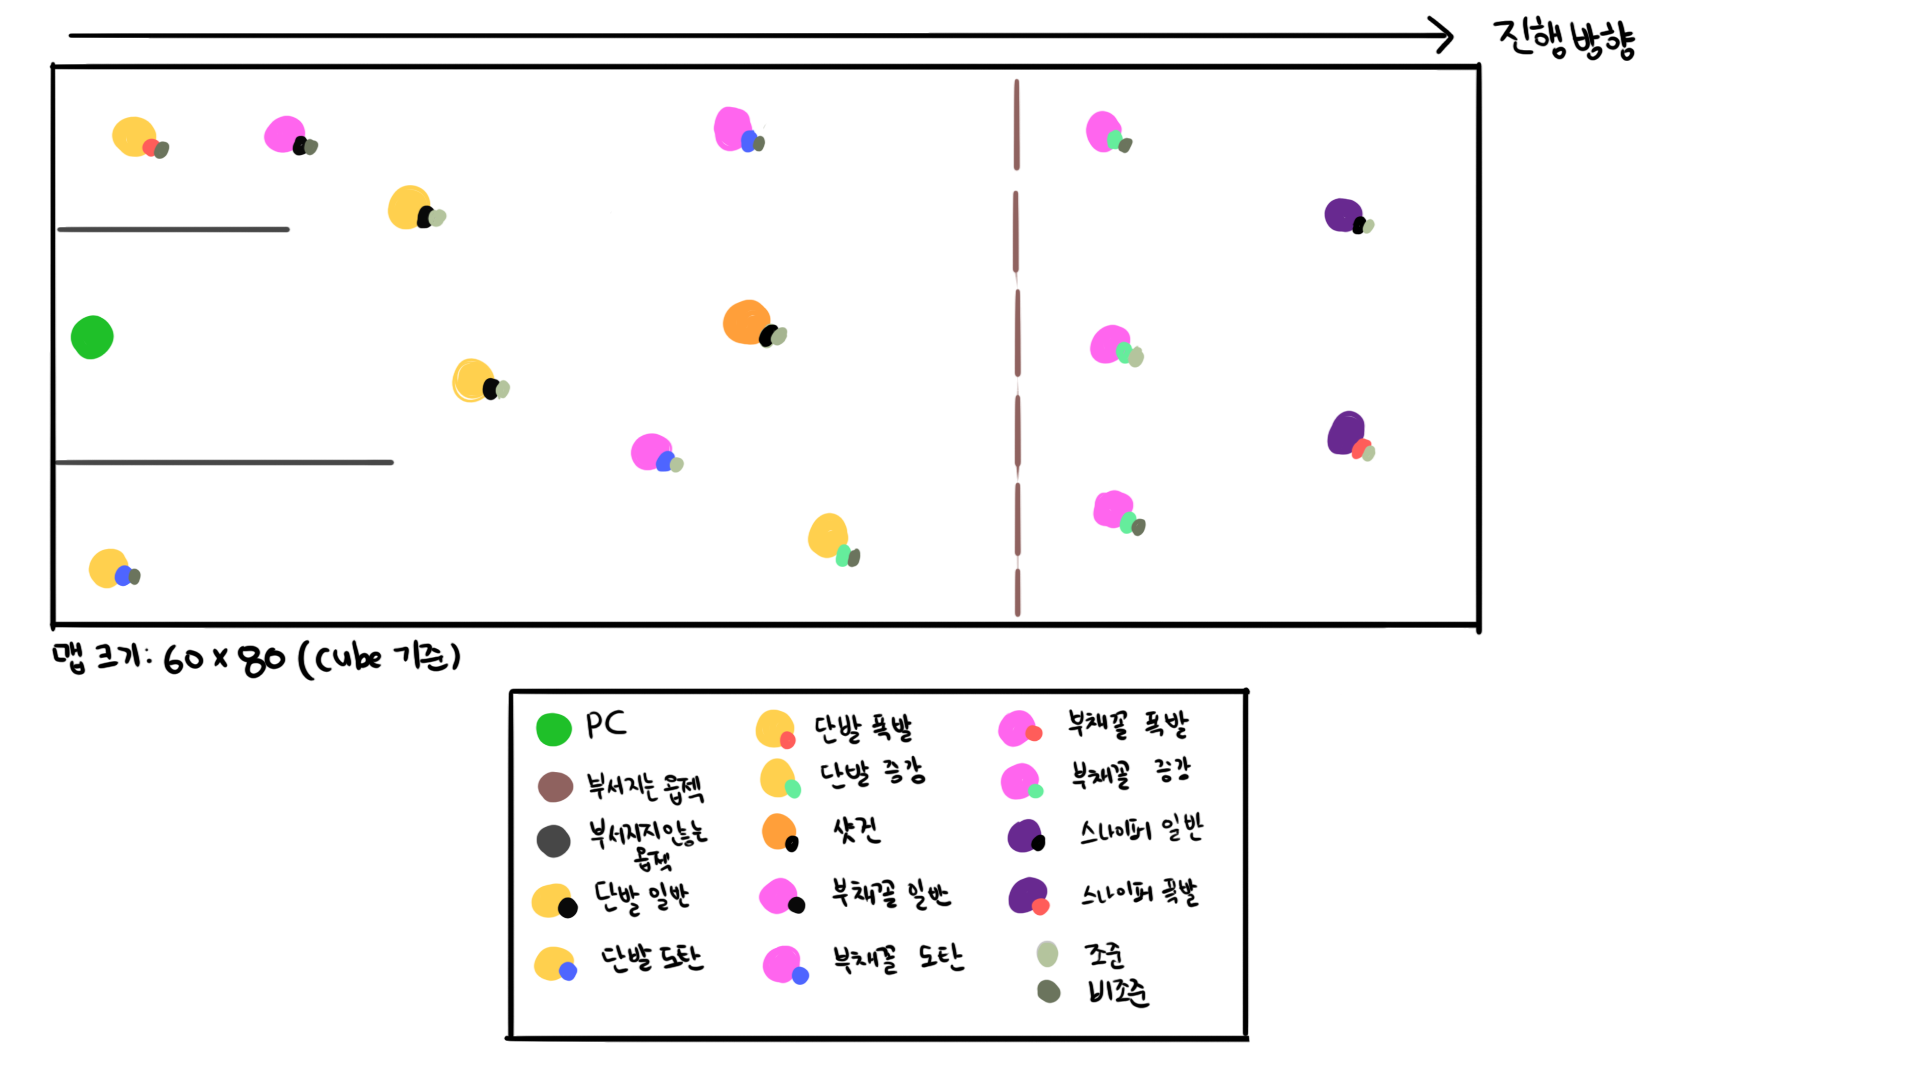 진행방향
맵 크기: 60 x 80 (Cube 기준)
PC
부서지는 옵젝
부서지지않는
옵젝
단발 일반
단발 도탄
단발 폭발
단발 증강
샷건
부채꼴 일반
부채꼴 도탄
부채꼴 폭발
부채꼴 증강
스나이퍼 일반
스나이퍼 폭발
조준
비조준